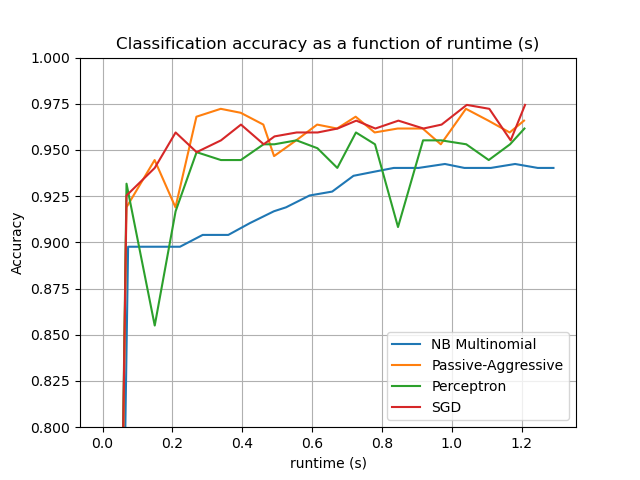 Classification accuracy as a function of runtime (s)
1.000
0.975
0.950
0.925
0.900
0.875
0.850
0.825
0.800
Accuracy
NB Multinomial
Passive-Aggressive
Perceptron
SGD
0.0 0.2 0.4 0.6 0.8 1.0 1.2
runtime (s)